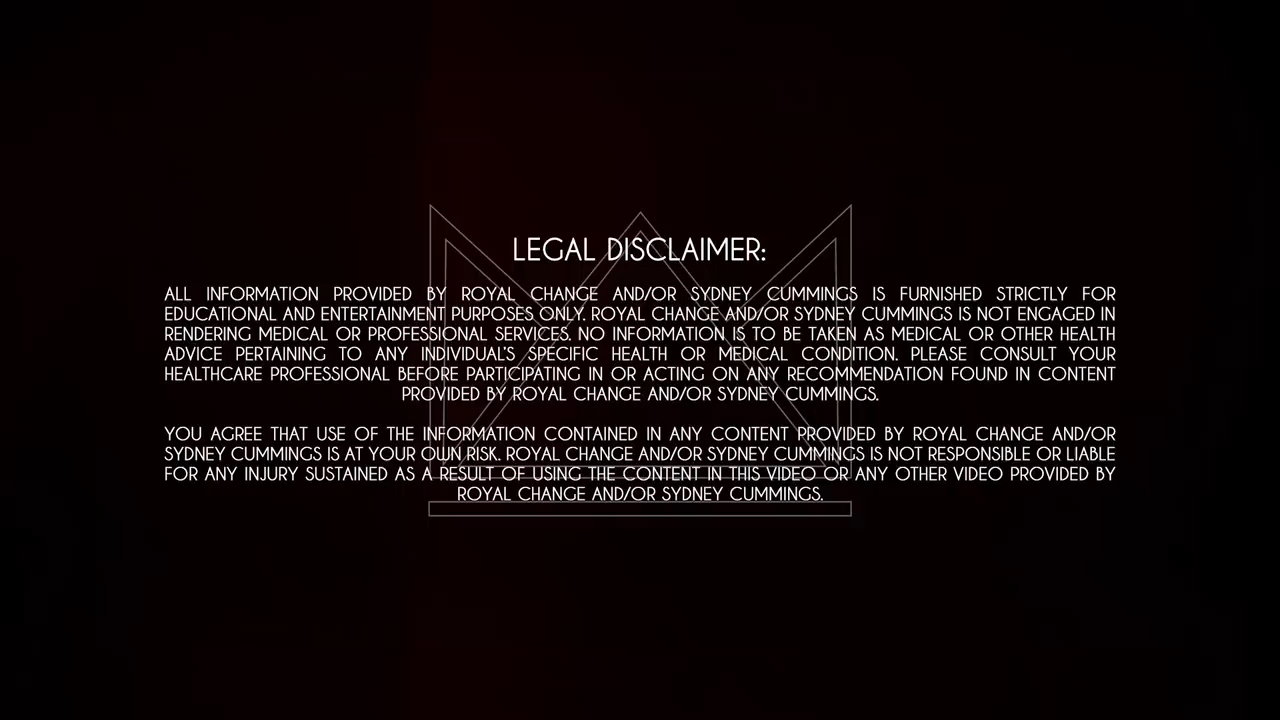 LEGAL DISCLAIMER:
ALL INFORMATION PROVIDED BY ROYAL CHANGE AND/OR SYDNEY CUMMINGS IS FURNISHED STRICTLY FOR
EDUCATIONAL AND ENTERTAINMENT PURPOSES ONLY. ROYAL CHANGE AND/OR SYDNEY CUMMINGS IS NOT ENGAGED IN
RENDERING MEDICAL OR PROFESSIONAL SERVICES. NO INFORMATION IS TO BE TAKEN AS MEDICAL OR OTHER HEALTH
ADVICE PERTAINING TO ANY INDIVIDUAL'S SPECIFIC HEALTH OR MEDICAL CONDITION. PLEASE CONSULT YOUR
HEALTHCARE PROFESSIONAL BEFORE PARTICIPATING IN OR ACTING ON ANY RECOMMENDATION FOUND IN CONTENT
PROVIDED BY ROYAL CHANGE AND/OR SYDNEY CUMMINGS.
YOU AGREE THAT USE OF THE INFORMATION CONTAINED IN ANY CONTENT PROVIDED BY ROYAL CHANGE AND/OR
SYDNEY CUMMINGS IS AT YOUR OWN RISK. ROYAL CHANGE AND/OR SYDNEY CUMMINGS IS NOT RESPONSIBLE OR LIABLE
FOR ANY INJURY SUSTAINED AS A RESULT OF USING THE CONTENT IN THIS VIDEO OR ANY OTHER VIDEO PROVIDED BY
ROYAL CHANGE AND/OR SYDNEY CUMMINGS.